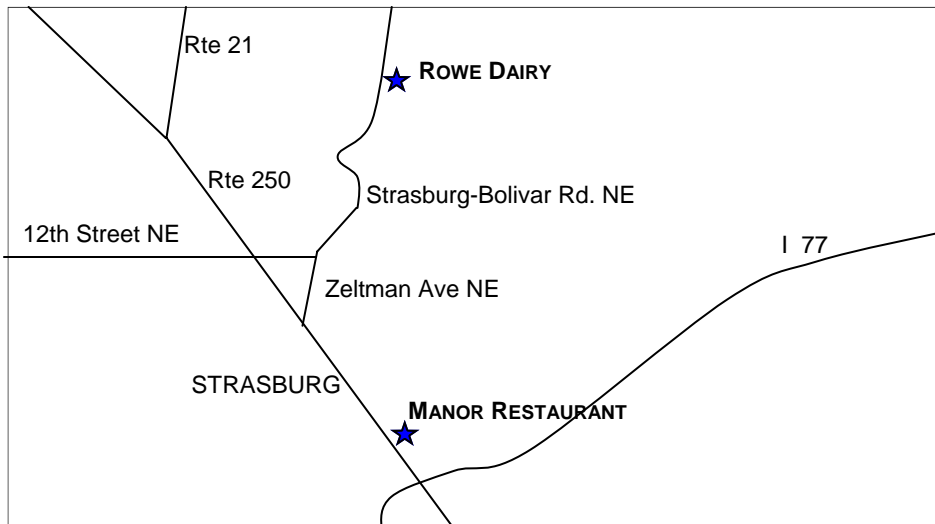 Rte 21
ROWE DAIRY
Rte 250
Strasburg-Bolivar Rd. NE
12th Street NE
I 77
Zeltman Ave NE
STRASBURG
MANOR RESTAURANT